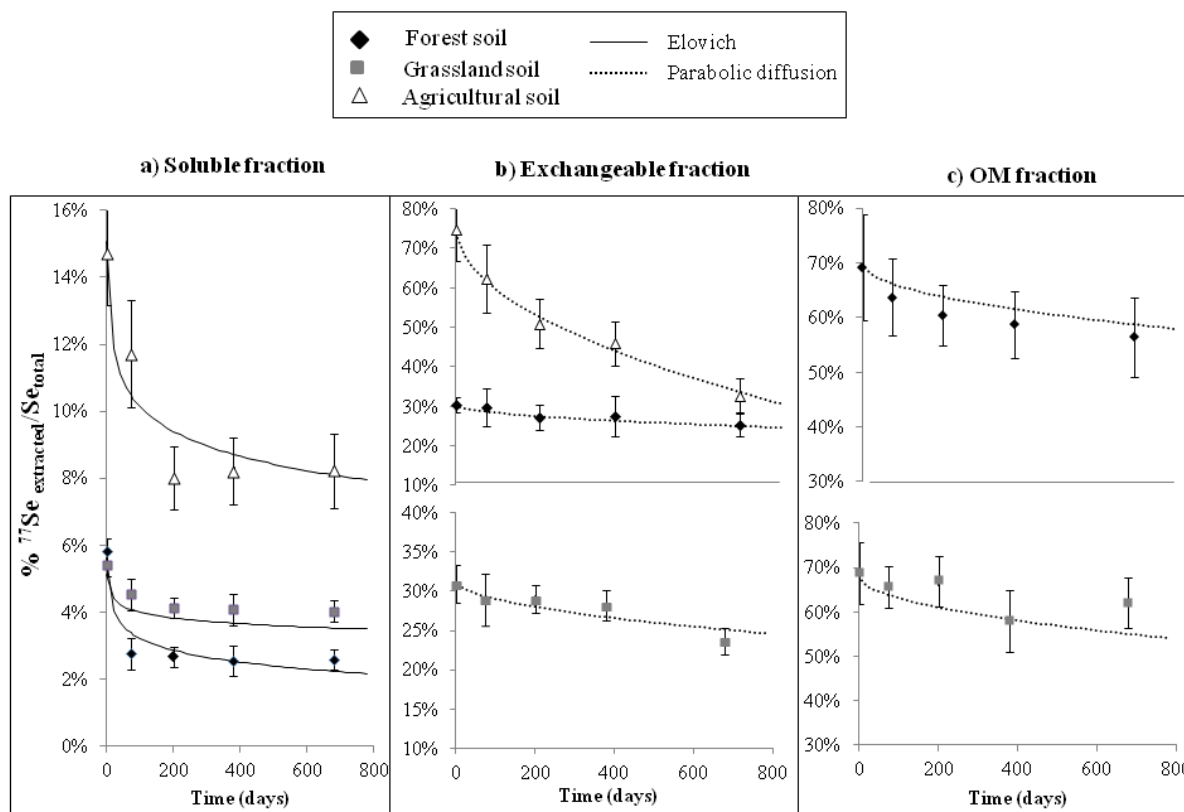 Forest soil
Grassland soil
Agricultural soil
Elovich
Parabolic diffusion
a) Soluble fraction
b) Exchangeable fraction
c) OM fraction
% ⁷⁷Se extracted/Se total
16%
14%
12%
10%
8%
6%
4%
2%
0%
0 200 400 600 800
Time (days)
80%
70%
60%
50%
40%
30%
20%
10%
40%
35%
30%
25%
20%
15%
10%
0 200 400 600 800
Time (days)
80%
70%
60%
50%
40%
30%
80%
70%
60%
50%
40%
30%
0 200 400 600 800
Time (days)